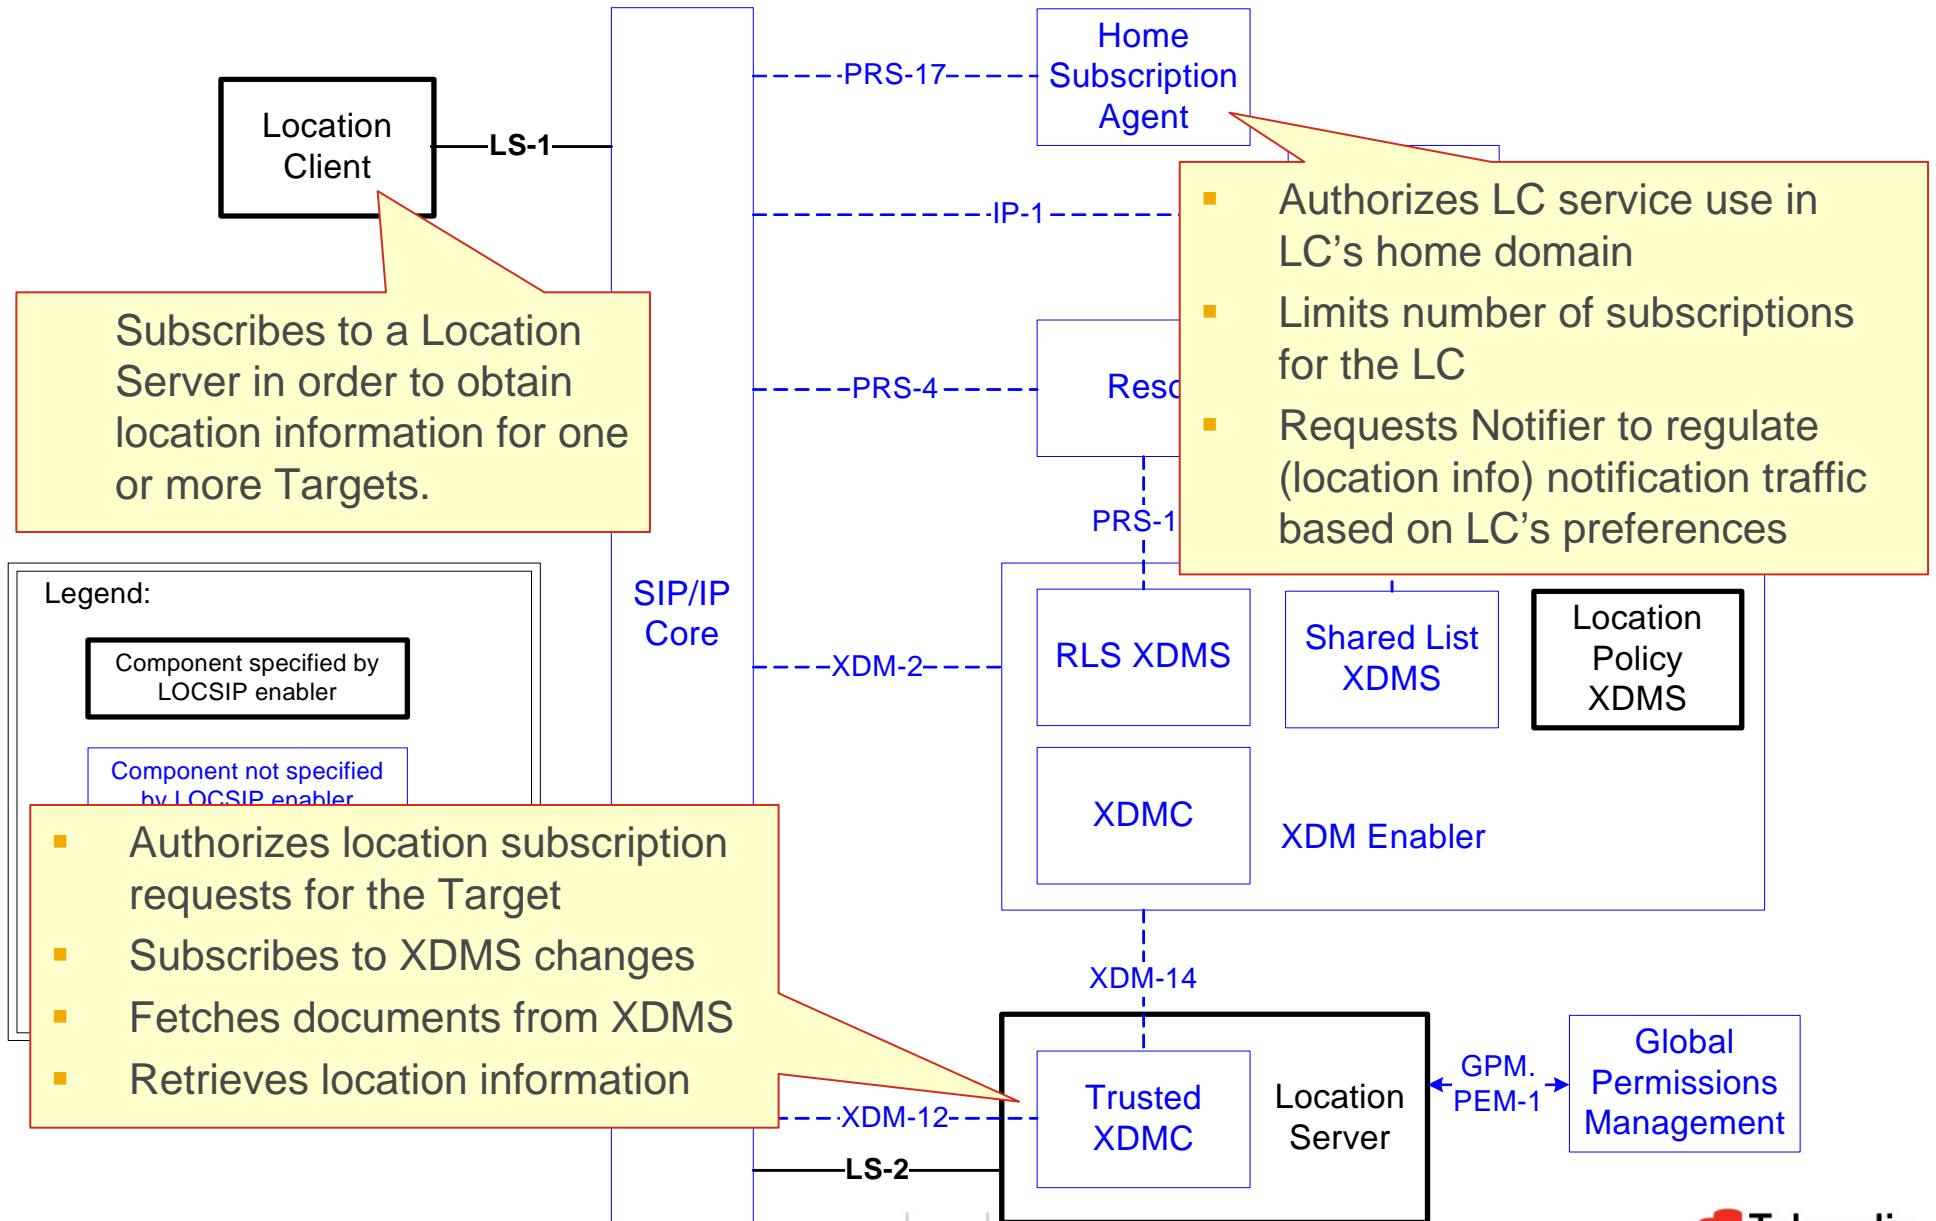 Home
Subscription
Agent
PRS-17
Location
Client
LS-1
IP-1
▪ Authorizes LC service use in
LC’s home domain
▪ Limits number of subscriptions
for the LC
▪ Requests Notifier to regulate
(location info) notification traffic
based on LC’s preferences
Subscribes to a Location
Server in order to obtain
location information for one
or more Targets.
PRS-4
PRS-1
Legend:
Component specified by
LOCSIP enabler
Component not specified
by LOCSIP enabler
SIP/IP
Core
XDM-2
RLS XDMS
Shared List
XDMS
Location
Policy
XDMS
XDMC
XDM Enabler
▪ Authorizes location subscription
requests for the Target
▪ Subscribes to XDMS changes
▪ Fetches documents from XDMS
▪ Retrieves location information
XDM-14
XDM-12
LS-2
Trusted
XDMC
Location
Server
GPM.
PEM-1
Global
Permissions
Management